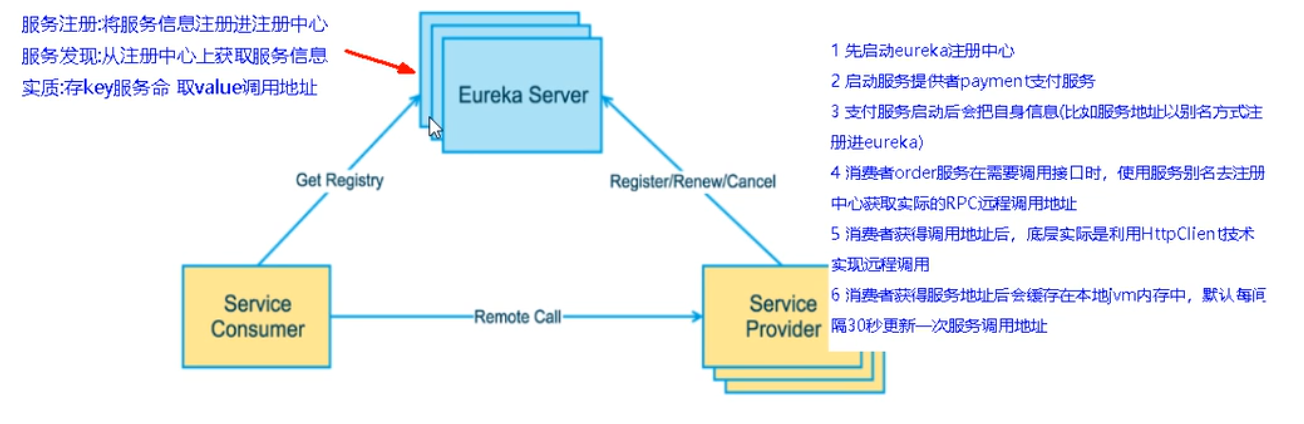 服务注册:将服务信息注册进注册中心
服务发现:从注册中心上获取服务信息
实质:存key服务命 取value调用地址
Eureka Server
Get Registry
Register/Renew/Cancel
Service
Consumer
Remote Call
Service
Provider
1 先启动eureka注册中心
2 启动服务提供者payment支付服务
3 支付服务启动后会把自身信息(比如服务地址以别名方式注
册进eureka)
4 消费者order服务在需要调用接口时，使用服务别名去注册
中心获取实际的RPC远程调用地址
5 消费者获得调用地址后，底层实际是利用HttpClient技术
实现远程调用
6 消费者获得服务地址后会缓存在本地jvm内存中，默认每间
隔30秒更新一次服务调用地址